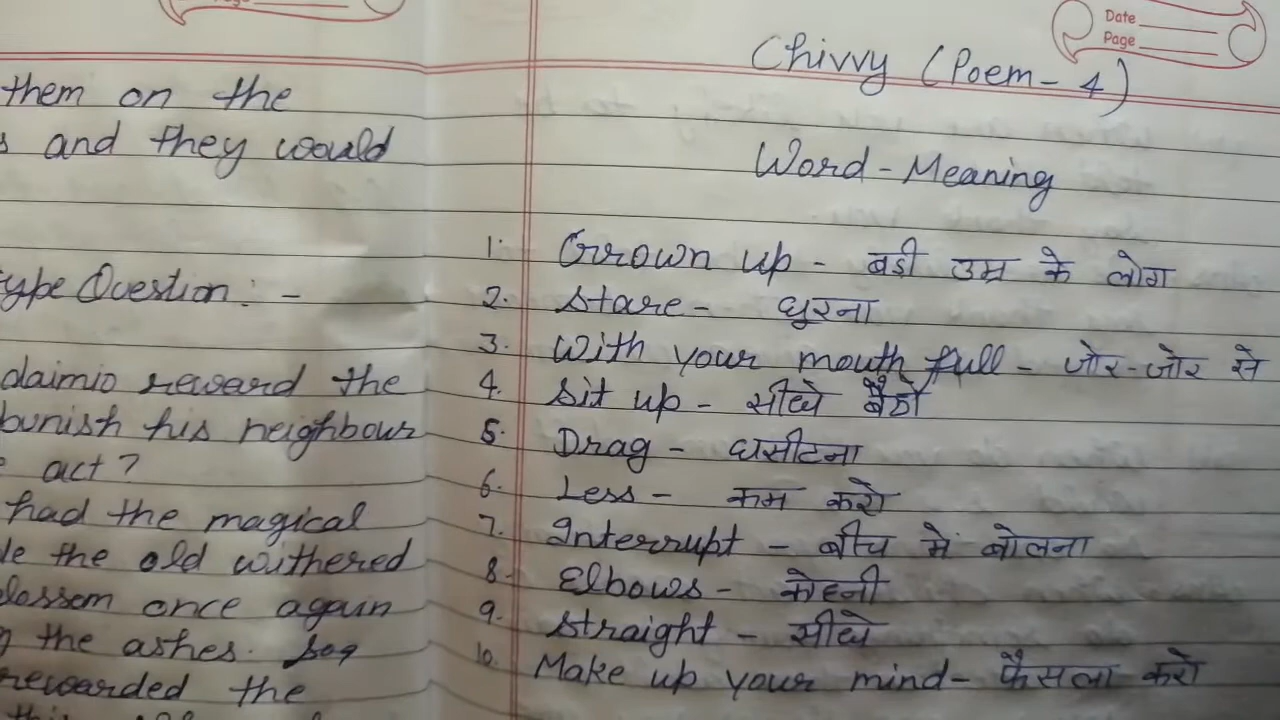 Date
Page
Chivvy (Poem - 4)
them on the
and they would
Word - Meaning
1. Grown up - बड़ी उम्र के लोग
ype Question : -
2. Stare - घुरना
3. With your mouth full - जोर-जोर से
daimio reward the
4. Sit up - सीधे बैठो
punish his neighbour
5. Drag - घसीटना
act?
6. Less - कम करो
had the magical
7. Interrupt - बीच में बोलना
the old withered
8. Elbows - कोहनी
lossom once again
9. Straight - सीधे
the ashes.
10. Make up your mind - फैसला करो
rewarded the